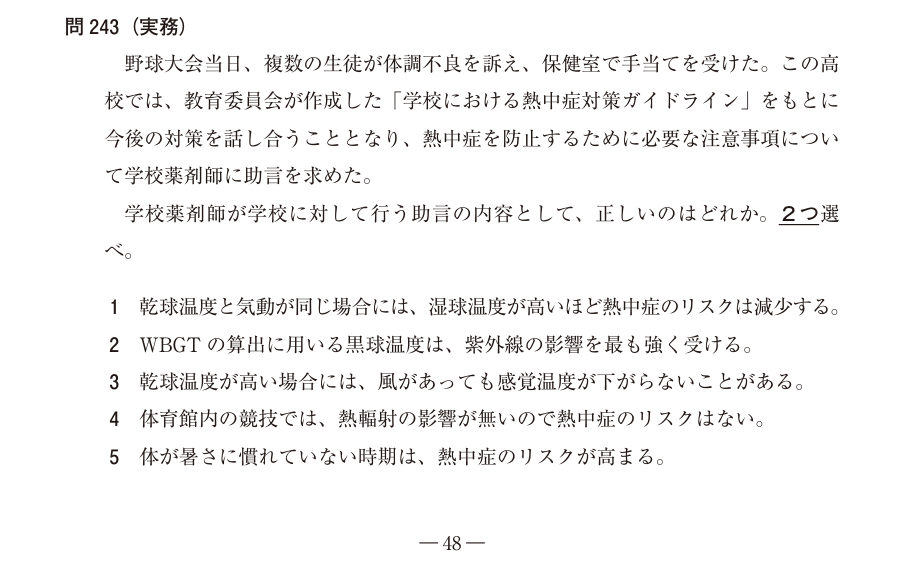 問 243（実務）
野球大会当日、複数の生徒が体調不良を訴え、保健室で手当てを受けた。この高
校では、教育委員会が作成した「学校における熱中症対策ガイドライン」をもとに
今後の対策を話し合うこととなり、熱中症を防止するために必要な注意事項につい
て学校薬剤師に助言を求めた。
学校薬剤師が学校に対して行う助言の内容として、正しいのはどれか。２つ選
べ。
1 乾球温度と気動が同じ場合には、湿球温度が高いほど熱中症のリスクは減少する。
2 WBGT の算出に用いる黒球温度は、紫外線の影響を最も強く受ける。
3 乾球温度が高い場合には、風があっても感覚温度が下がらないことがある。
4 体育館内の競技では、熱輻射の影響が無いので熱中症のリスクはない。
5 体が暑さに慣れていない時期は、熱中症のリスクが高まる。
― 48 ―